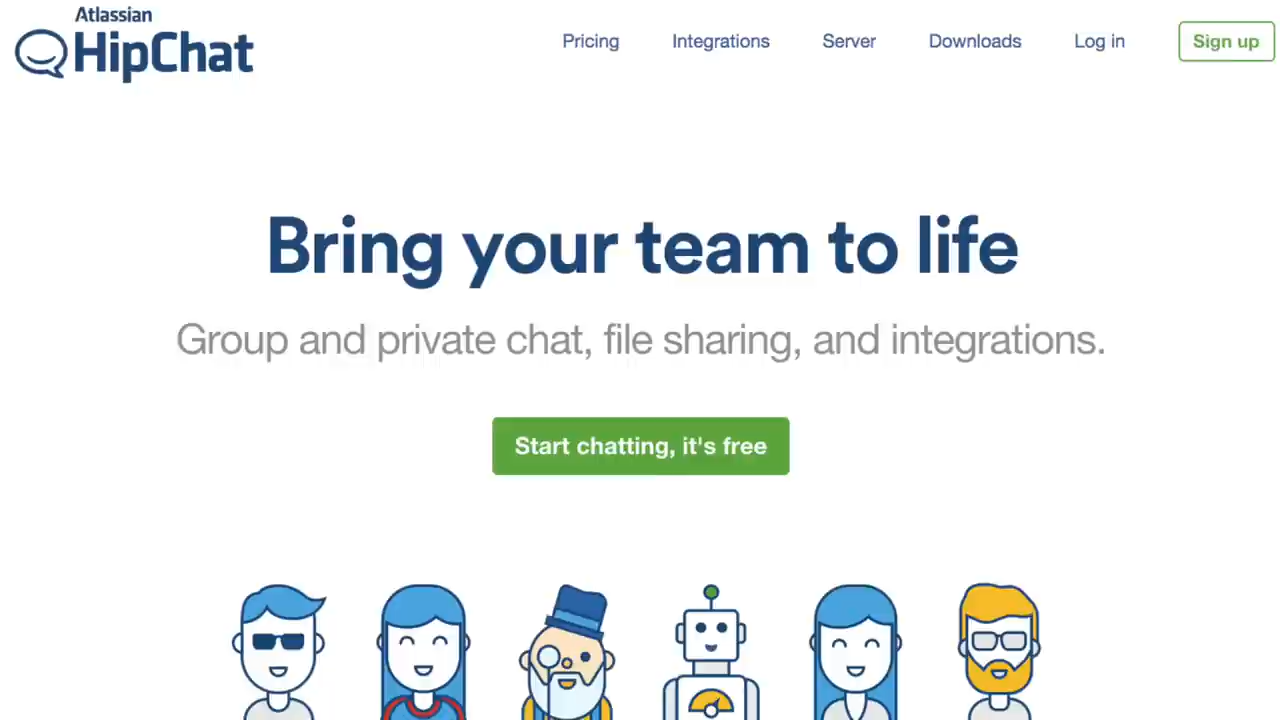 Atlassian
HipChat
Pricing
Integrations
Server
Downloads
Log in
Sign up
Bring your team to life
Group and private chat, file sharing, and integrations.
Start chatting, it's free